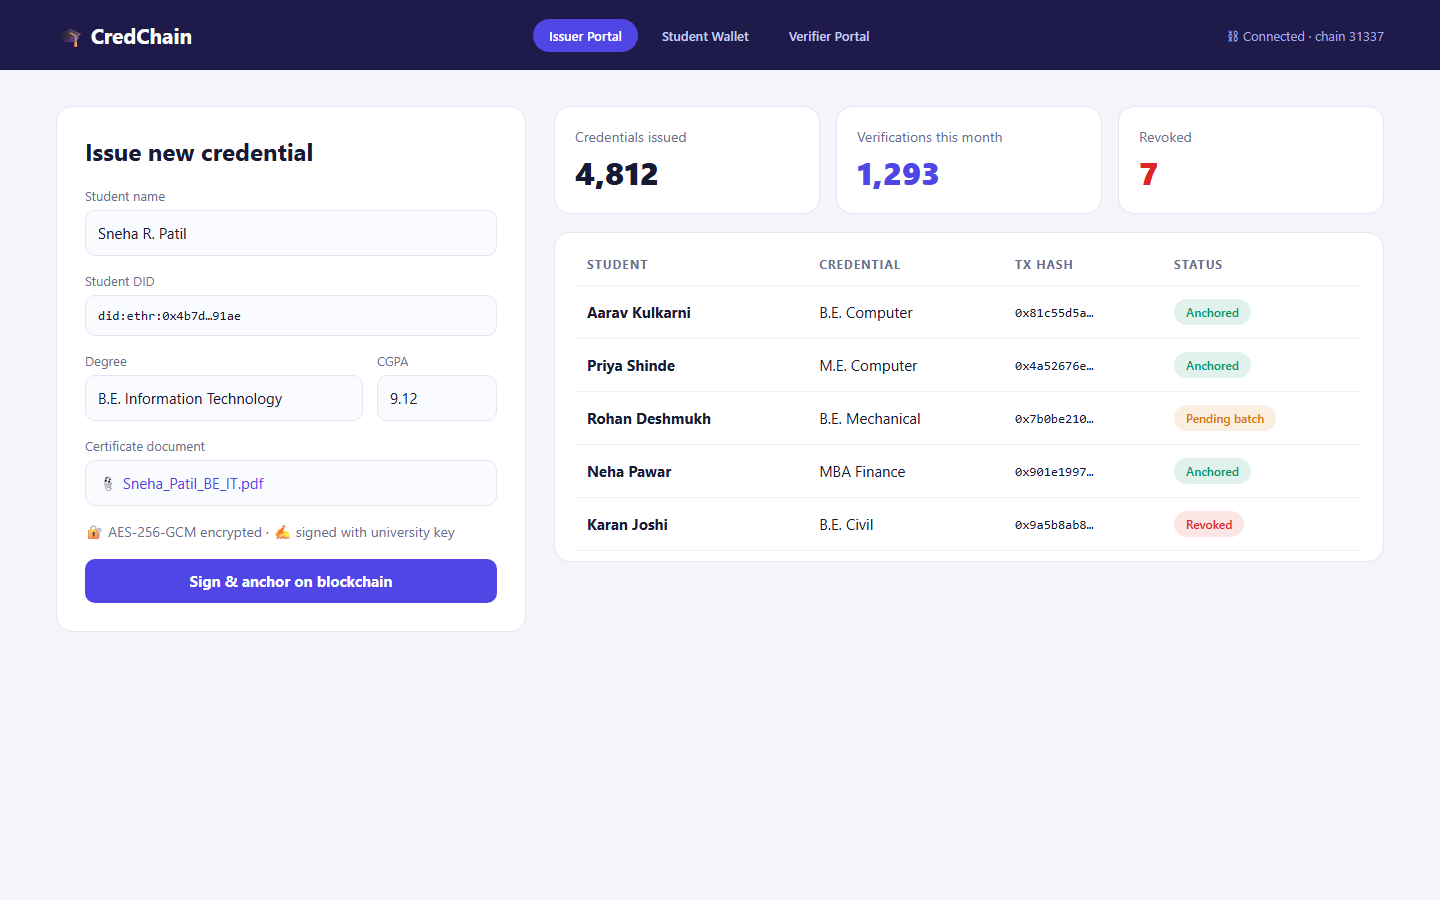 CredChain
Issuer Portal
Student Wallet
Verifier Portal
Connected · chain 31337
Issue new credential
Student name
Sneha R. Patil
Student DID
did:ethr:0x4b7d…91ae
Degree
CGPA
B.E. Information Technology
9.12
Certificate document
Sneha_Patil_BE_IT.pdf
AES-256-GCM encrypted · ✍ signed with university key
Sign & anchor on blockchain
Credentials issued
4,812
Verifications this month
1,293
Revoked
7
STUDENT CREDENTIAL TX HASH STATUS
Aarav Kulkarni B.E. Computer 0x81c55d5a… Anchored
Priya Shinde M.E. Computer 0x4a52676e… Anchored
Rohan Deshmukh B.E. Mechanical 0x7b0be210… Pending batch
Neha Pawar MBA Finance 0x901e1997… Anchored
Karan Joshi B.E. Civil 0x9a5b8ab8… Revoked